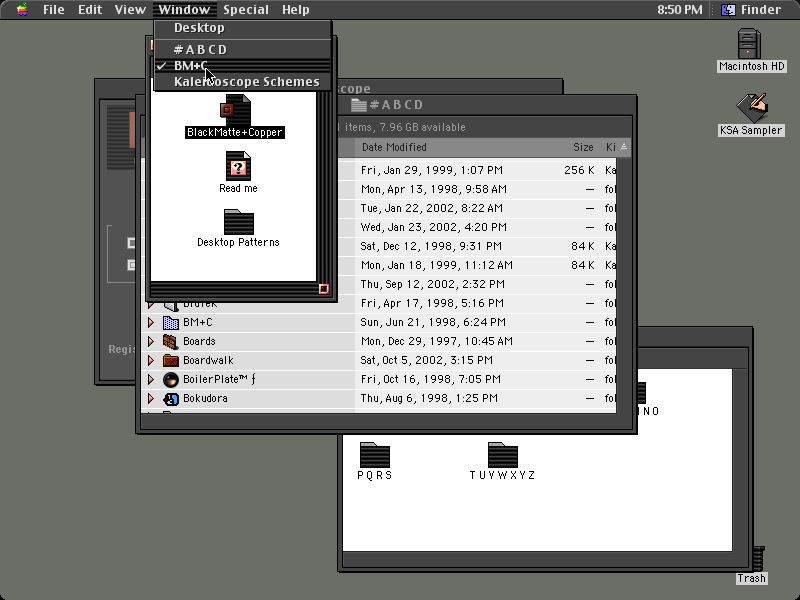 File Edit View Window Special Help 8:50 PM Finder
Desktop
#ABCD
BM+C
Kaleidoscope Schemes
Macintosh HD
KSA Sampler
scope
#ABCD
items, 7.96 GB available
Date Modified Size Ki
BlackMatte+Copper
Read me
Desktop Patterns
Fri, Jan 29, 1999, 1:07 PM 256 K Ka
Mon, Apr 13, 1998, 9:58 AM — fol
Tue, Jan 22, 2002, 8:22 AM — fol
Wed, Jan 23, 2002, 4:20 PM — fol
Sat, Dec 12, 1998, 9:31 PM 84 K Ka
Mon, Jan 18, 1999, 11:12 AM 84 K Ka
Thu, Sep 12, 2002, 2:32 PM — fol
Fri, Apr 17, 1998, 5:16 PM — fol
BM+C Sun, Jun 21, 1998, 6:24 PM — fol
Boards Mon, Dec 29, 1997, 10:45 AM — fol
Boardwalk Sat, Oct 5, 2002, 3:15 PM — fol
BoilerPlate™ ƒ Fri, Oct 16, 1998, 7:05 PM — fol
Bokudora Thu, Aug 6, 1998, 1:25 PM — fol
Regis
NO
PQRS
TUVWXYZ
Trash